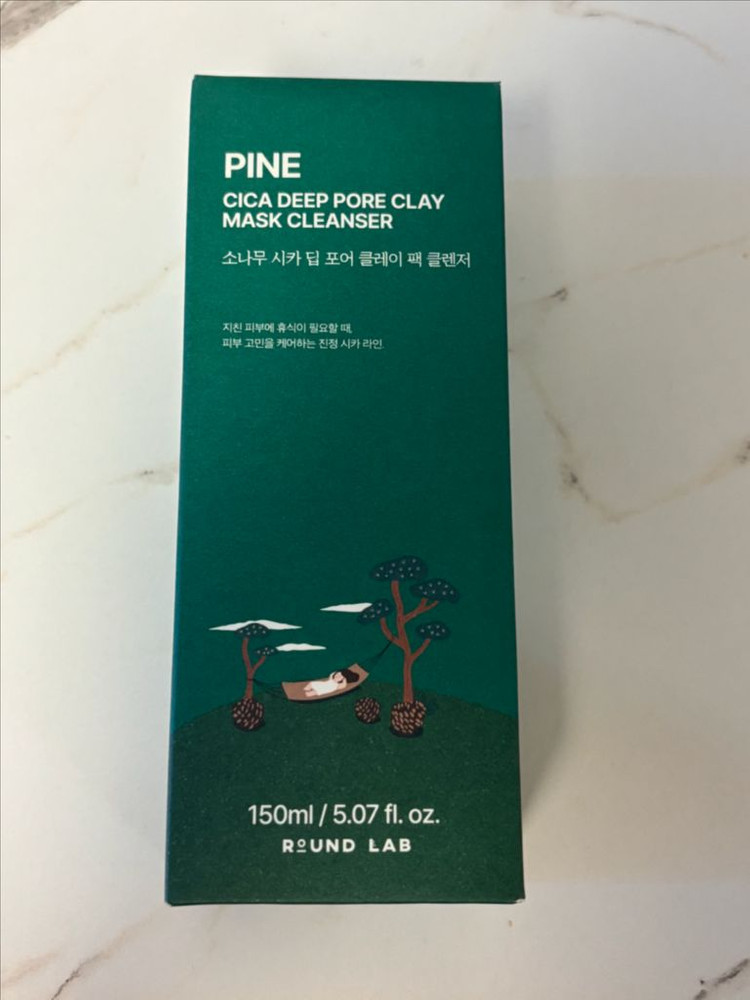 PINE
CICA DEEP PORE CLAY
MASK CLEANSER
소나무 시카 딥 포어 클레이 팩 클렌저
지친 피부에 휴식이 필요할 때,
피부 고민을 케어하는 진정 시카 라인.
150ml / 5.07 fl. oz.
ROUND LAB